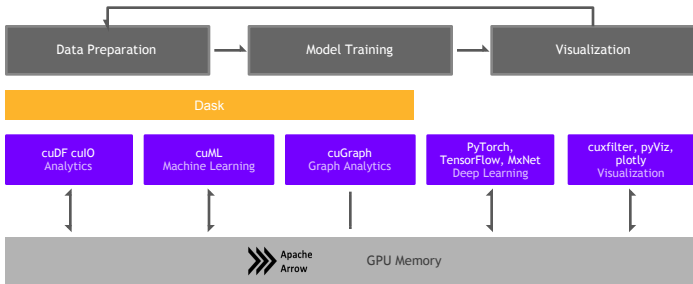 Data Preparation
Model Training
Visualization
Dask
cuDF cuIO
Analytics
cuML
Machine Learning
cuGraph
Graph Analytics
PyTorch,
TensorFlow, MxNet
Deep Learning
cuxfilter, pyViz,
plotly
Visualization
Apache
Arrow
GPU Memory